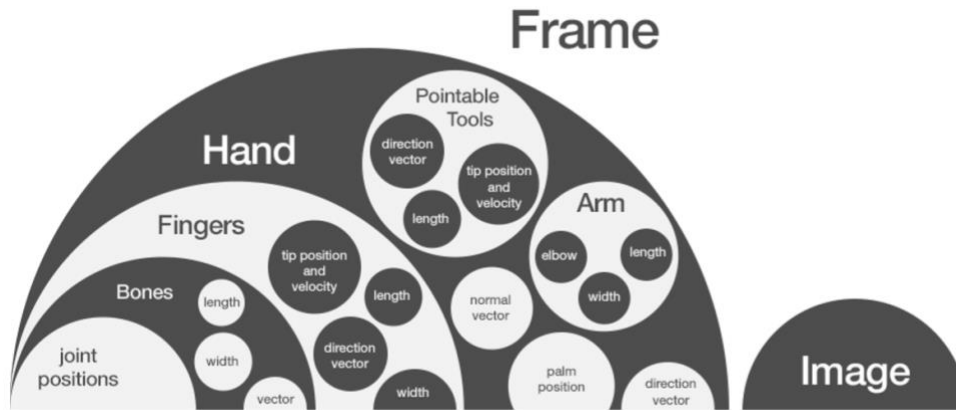 Frame
Pointable
Tools
direction
vector
tip position
and
velocity
length
Hand
Arm
elbow
length
width
Fingers
tip position
and
velocity
length
direction
vector
width
normal
vector
palm
position
direction
vector
Bones
length
width
vector
joint
positions
Image